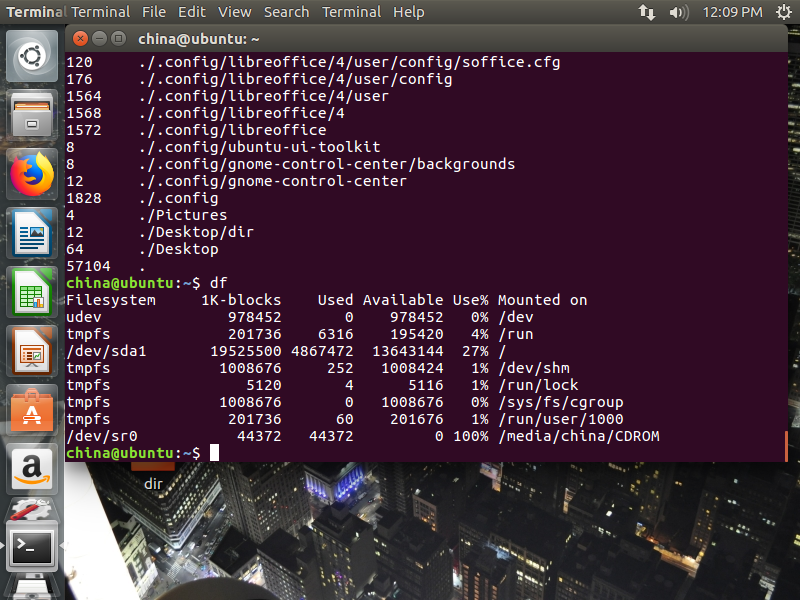 Terminal Terminal File Edit View Search Terminal Help 12:09 PM
china@ubuntu: ~
120     ./.config/libreoffice/4/user/config/soffice.cfg
176     ./.config/libreoffice/4/user/config
1564    ./.config/libreoffice/4/user
1568    ./.config/libreoffice/4
1572    ./.config/libreoffice
8       ./.config/ubuntu-ui-toolkit
8       ./.config/gnome-control-center/backgrounds
12      ./.config/gnome-control-center
1828    ./.config
4       ./Pictures
12      ./Desktop/dir
64      ./Desktop
57104   .
china@ubuntu:~$ df
Filesystem     1K-blocks    Used Available Use% Mounted on
udev              978452       0    978452   0% /dev
tmpfs             201736    6316    195420   4% /run
/dev/sda1       19525500 4867472  13643144  27% /
tmpfs            1008676     252   1008424   1% /dev/shm
tmpfs               5120       4      5116   1% /run/lock
tmpfs            1008676       0   1008676   0% /sys/fs/cgroup
tmpfs             201736      60    201676   1% /run/user/1000
/dev/sr0           44372   44372         0 100% /media/china/CDROM
china@ubuntu:~$
dir